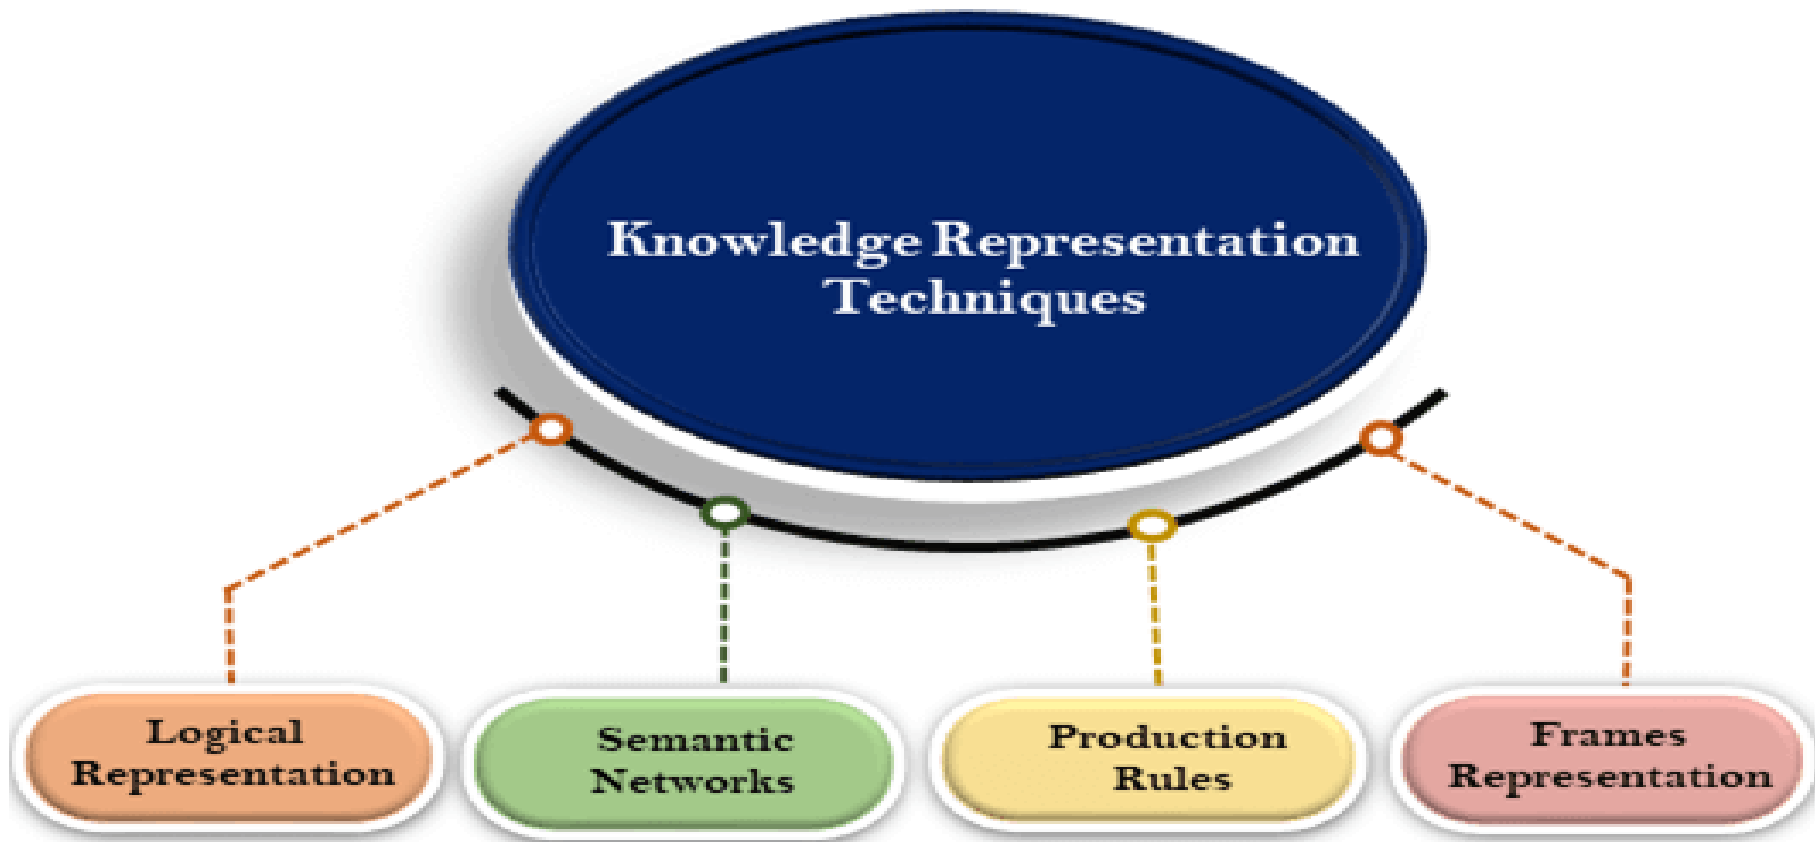 Knowledge Representation
Techniques
Logical
Representation
Semantic
Networks
Production
Rules
Frames
Representation